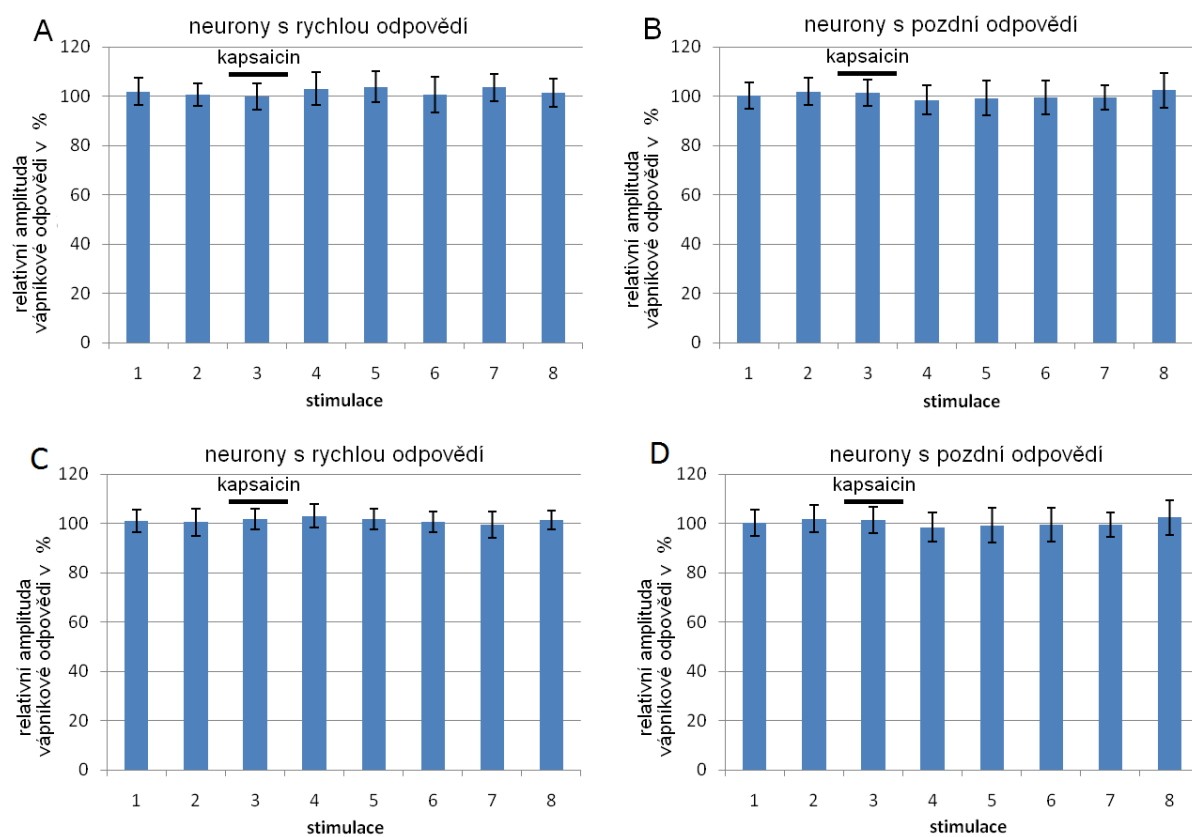 A
neurony s rychlou odpovědí
kapsaicin
120
100
80
60
40
20
0
relativní amplituda
vápnikové odpovědi v %
1 2 3 4 5 6 7 8
stimulace
B
neurony s pozdní odpovědí
kapsaicin
120
100
80
60
40
20
0
relativní amplituda
vápnikové odpovědi v %
1 2 3 4 5 6 7 8
stimulace
C
neurony s rychlou odpovědí
kapsaicin
120
100
80
60
40
20
0
relativní amplituda
vápnikové odpovědi v %
1 2 3 4 5 6 7 8
stimulace
D
neurony s pozdní odpovědí
kapsaicin
120
100
80
60
40
20
0
relativní amplituda
vápnikové odpovědi v %
1 2 3 4 5 6 7 8
stimulace